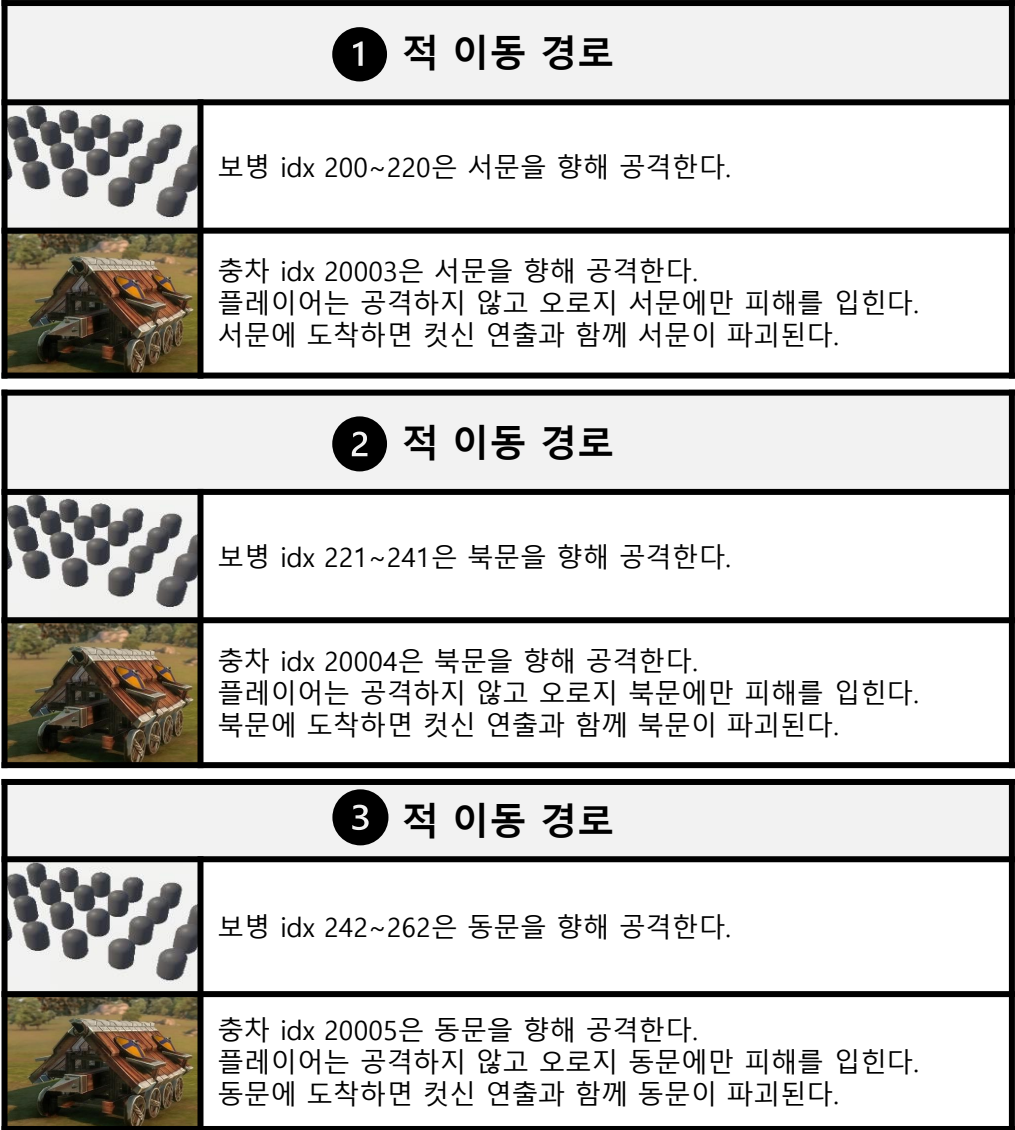 1 적 이동 경로
보병 idx 200~220은 서문을 향해 공격한다.
충차 idx 20003은 서문을 향해 공격한다.
플레이어는 공격하지 않고 오로지 서문에만 피해를 입힌다.
서문에 도착하면 컷신 연출과 함께 서문이 파괴된다.
2 적 이동 경로
보병 idx 221~241은 북문을 향해 공격한다.
충차 idx 20004은 북문을 향해 공격한다.
플레이어는 공격하지 않고 오로지 북문에만 피해를 입힌다.
북문에 도착하면 컷신 연출과 함께 북문이 파괴된다.
3 적 이동 경로
보병 idx 242~262은 동문을 향해 공격한다.
충차 idx 20005은 동문을 향해 공격한다.
플레이어는 공격하지 않고 오로지 동문에만 피해를 입힌다.
동문에 도착하면 컷신 연출과 함께 동문이 파괴된다.